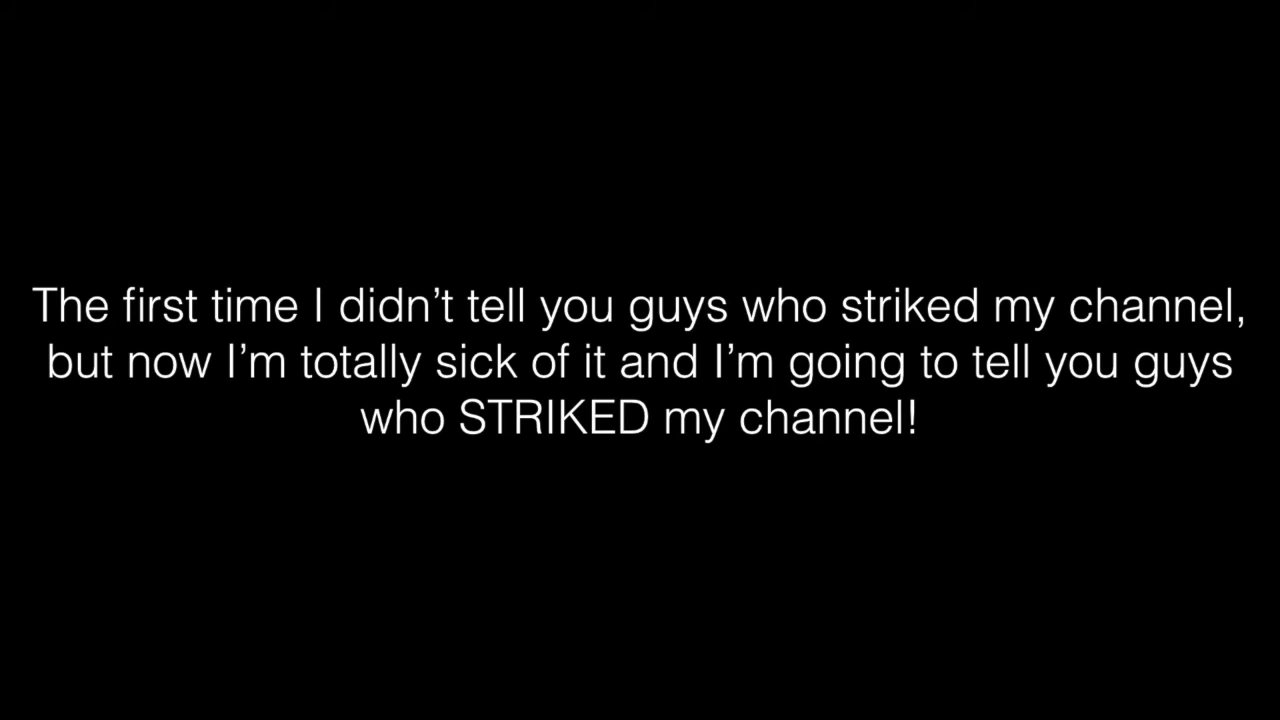 The first time I didn’t tell you guys who striked my channel,
but now I’m totally sick of it and I’m going to tell you guys
who STRIKED my channel!